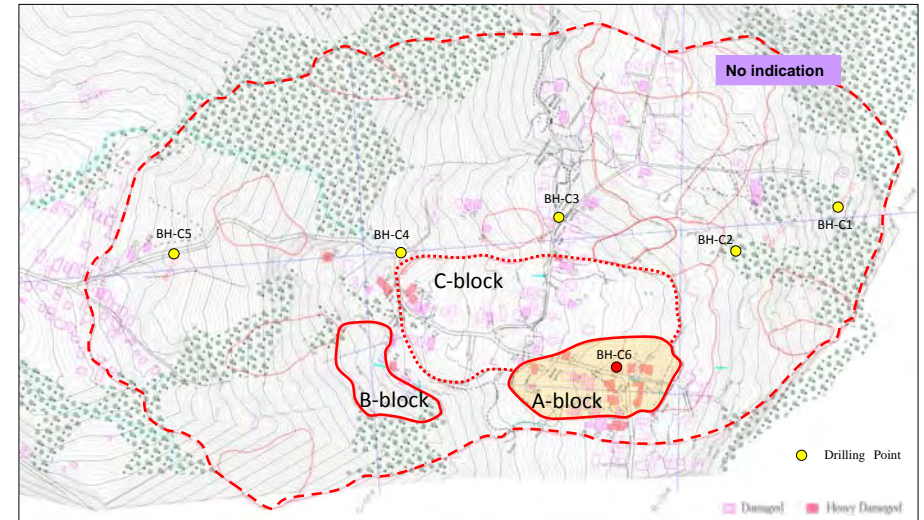 No indication
BH-C3
BH-C1
BH-C5
BH-C4
BH-C2
C-block
BH-C6
B-block
A-block
Drilling Point
Damaged
Heavy Damaged